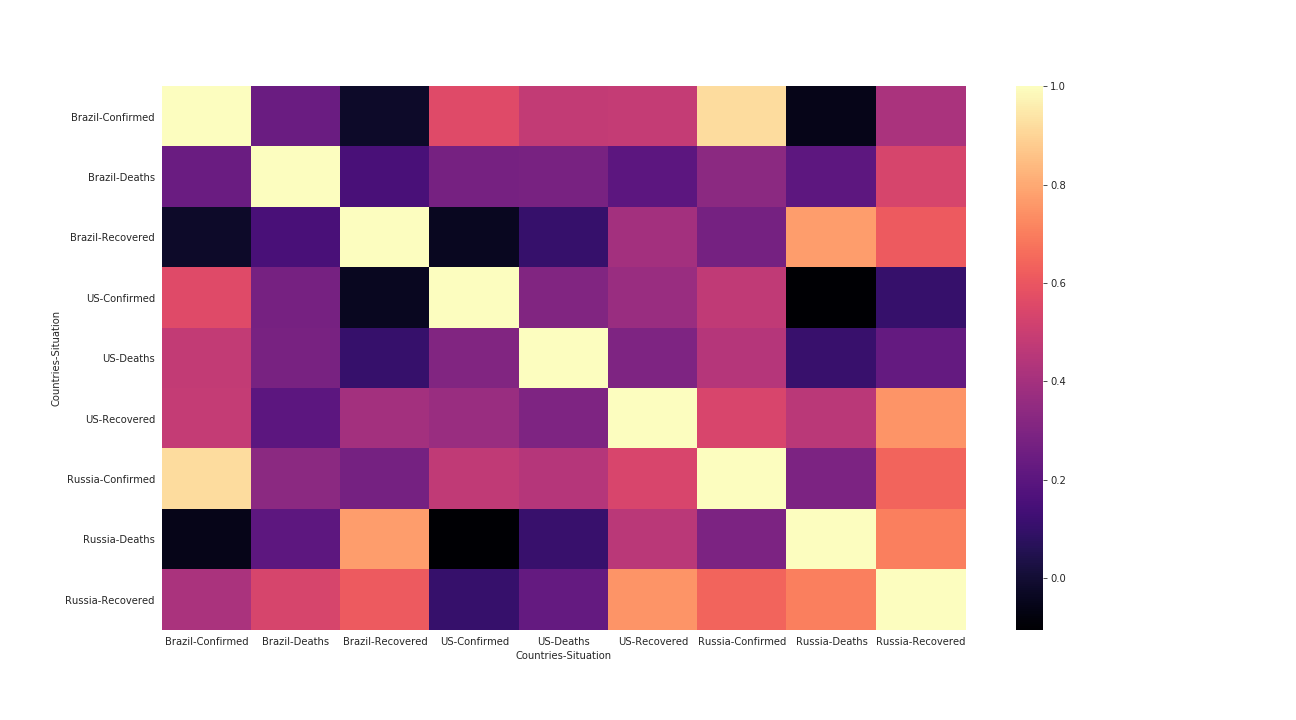 Countries-Situation
Brazil-Confirmed
Brazil-Deaths
Brazil-Recovered
US-Confirmed
US-Deaths
US-Recovered
Russia-Confirmed
Russia-Deaths
Russia-Recovered
Brazil-Confirmed Brazil-Deaths Brazil-Recovered US-Confirmed US-Deaths US-Recovered Russia-Confirmed Russia-Deaths Russia-Recovered
Countries-Situation
1.0
0.8
0.6
0.4
0.2
0.0